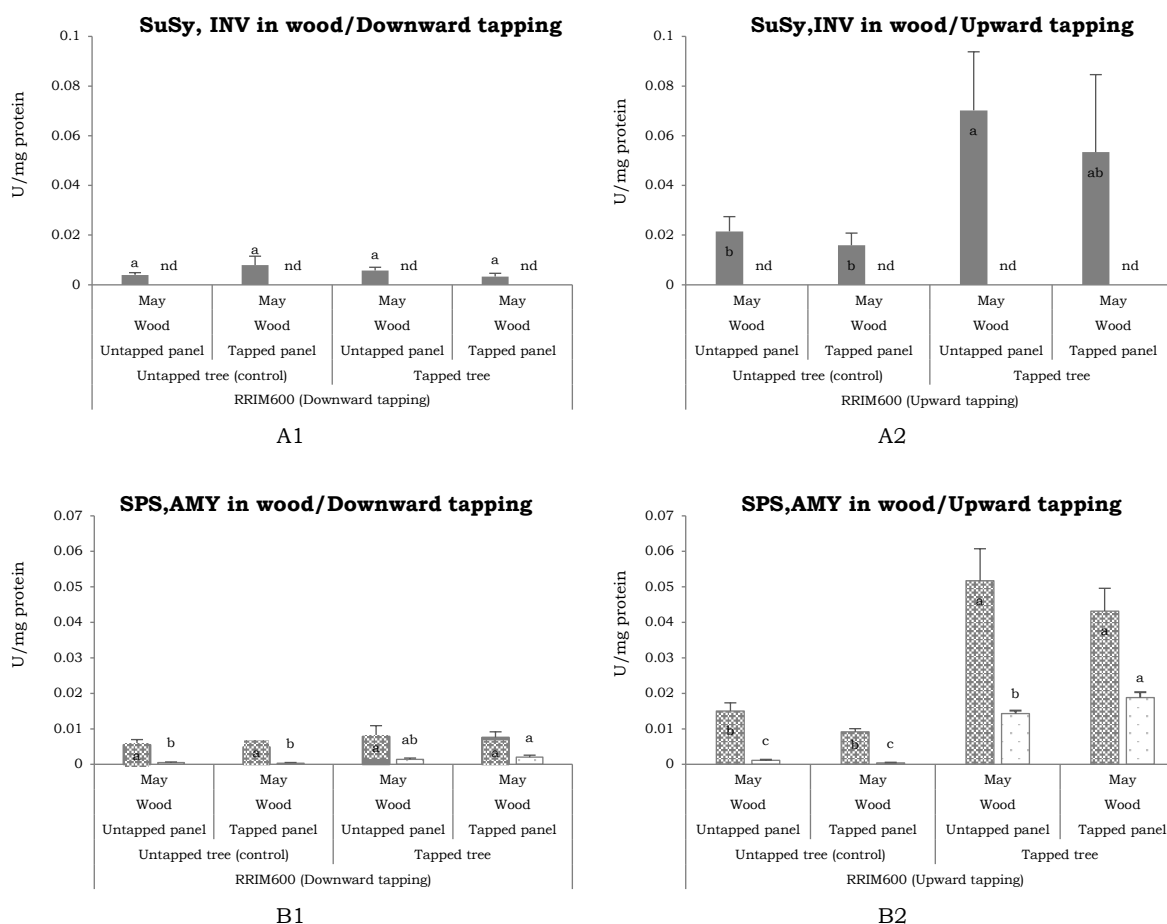 SuSy, INV in wood/Downward tapping
0.1
0.08
0.06
0.04
0.02
0
U/mg protein
a nd a nd a nd a nd
May May May May
Wood Wood Wood Wood
Untapped panel Tapped panel Untapped panel Tapped panel
Untapped tree (control) Tapped tree
RRIM600 (Downward tapping)
A1
SuSy,INV in wood/Upward tapping
0.1
0.08
0.06
0.04
0.02
0
U/mg protein
b nd b nd a nd ab nd
May May May May
Wood Wood Wood Wood
Untapped panel Tapped panel Untapped panel Tapped panel
Untapped tree (control) Tapped tree
RRIM600 (Upward tapping)
A2
SPS,AMY in wood/Downward tapping
0.07
0.06
0.05
0.04
0.03
0.02
0.01
0
U/mg protein
a b a b a ab a a
May May May May
Wood Wood Wood Wood
Untapped panel Tapped panel Untapped panel Tapped panel
Untapped tree (control) Tapped tree
RRIM600 (Downward tapping)
B1
SPS,AMY in wood/Upward tapping
0.07
0.06
0.05
0.04
0.03
0.02
0.01
0
U/mg protein
b c b c a b a a
May May May May
Wood Wood Wood Wood
Untapped panel Tapped panel Untapped panel Tapped panel
Untapped tree (control) Tapped tree
RRIM600 (Upward tapping)
B2